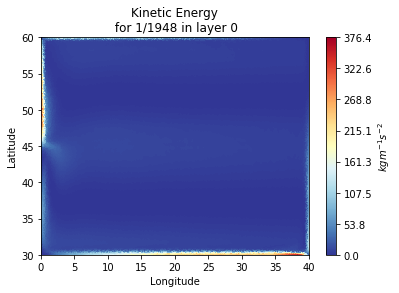 Kinetic Energy
for 1/1948 in layer 0
60
55
50
45
40
35
30
Latitude
0 5 10 15 20 25 30 35 40
Longitude
376.4
322.6
268.8
215.1
161.3
107.5
53.8
0.0
kgm⁻¹s⁻²